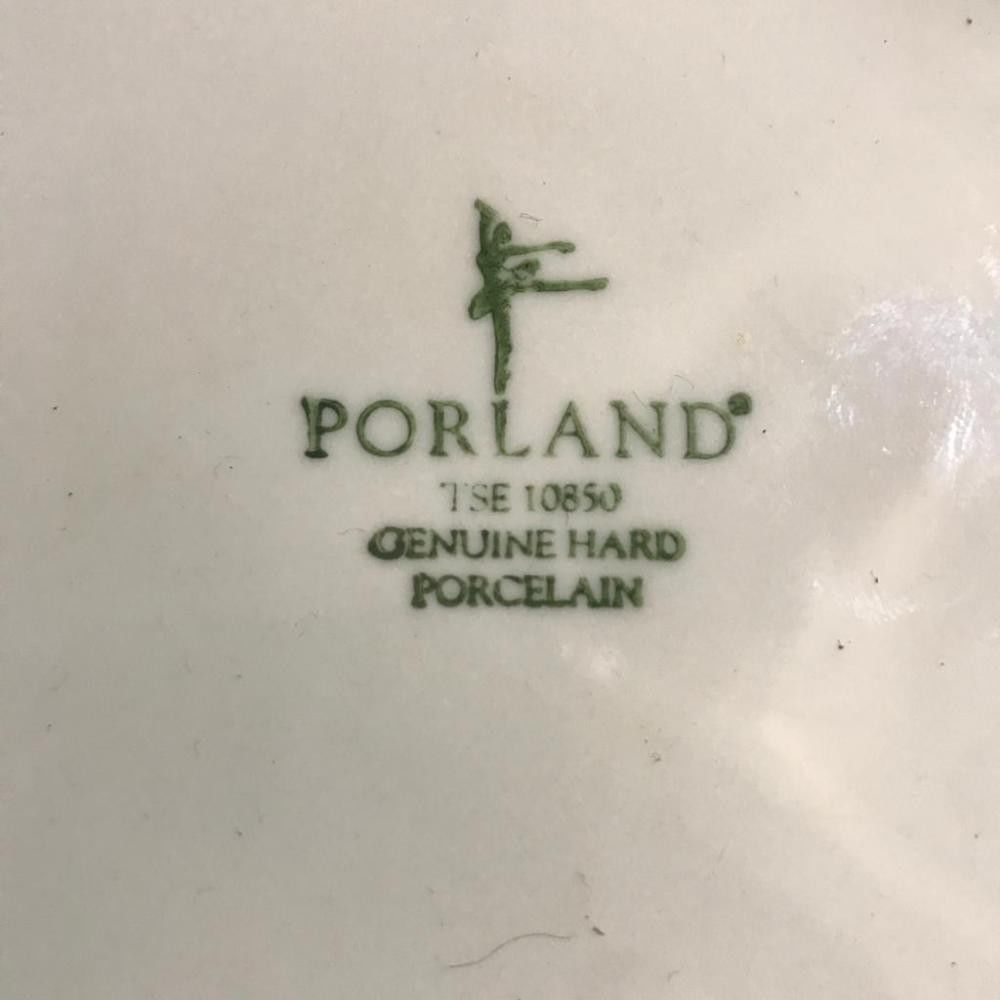 PORLAND®
TSE 10850
GENUINE HARD
PORCELAIN